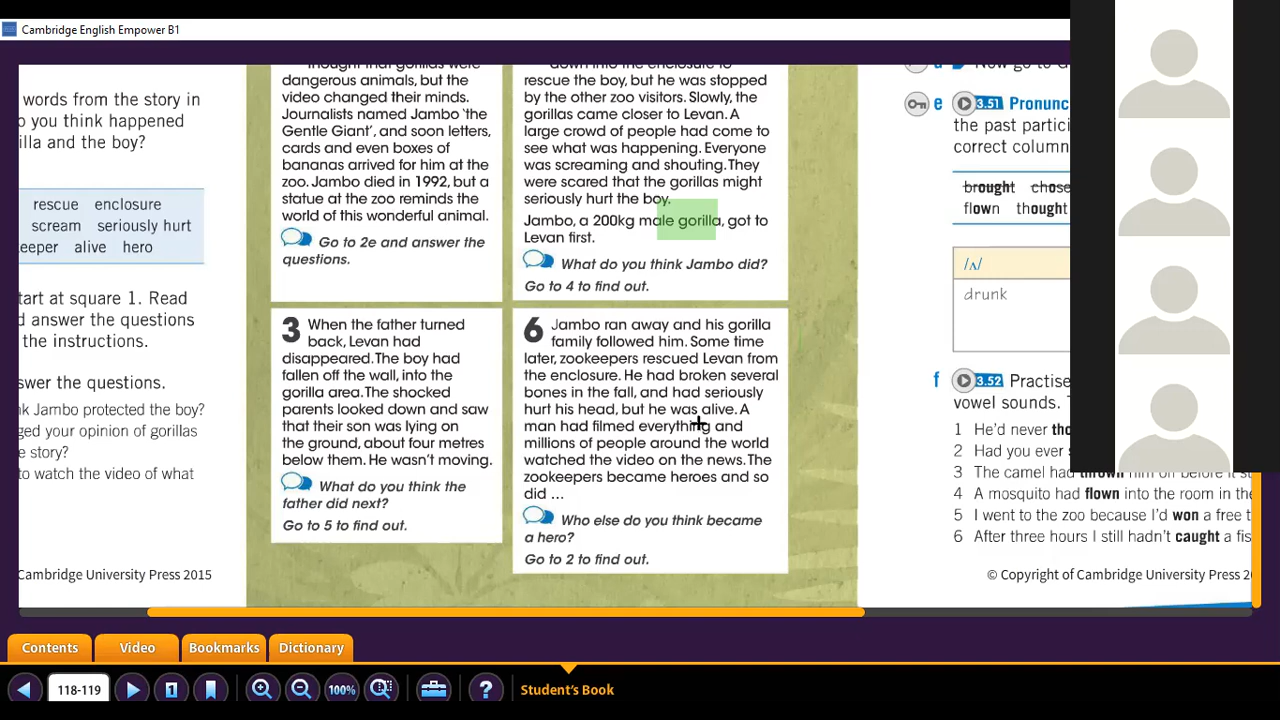 Cambridge English Empower B1
words from the story in
o you think happened
illa and the boy?
rescue enclosure
scream seriously hurt
eeper alive hero
tart at square 1. Read
d answer the questions
the instructions.
swer the questions.
nk Jambo protected the boy?
ged your opinion of gorillas
e story?
to watch the video of what
Cambridge University Press 2015
thought that gorillas were
dangerous animals, but the
video changed their minds.
Journalists named Jambo 'the
Gentle Giant', and soon letters,
cards and even boxes of
bananas arrived for him at the
zoo. Jambo died in 1992, but a
statue at the zoo reminds the
world of this wonderful animal.
Go to 2e and answer the
questions.
down into the enclosure to
rescue the boy, but he was stopped
by the other zoo visitors. Slowly, the
gorillas came closer to Levan. A
large crowd of people had come to
see what was happening. Everyone
was screaming and shouting. They
were scared that the gorillas might
seriously hurt the boy.
Jambo, a 200kg male gorilla, got to
Levan first.
What do you think Jambo did?
Go to 4 to find out.
3 When the father turned
back, Levan had
disappeared. The boy had
fallen off the wall, into the
gorilla area. The shocked
parents looked down and saw
that their son was lying on
the ground, about four metres
below them. He wasn't moving.
What do you think the
father did next?
Go to 5 to find out.
6 Jambo ran away and his gorilla
family followed him. Some time
later, zookeepers rescued Levan from
the enclosure. He had broken several
bones in the fall, and had seriously
hurt his head, but he was alive. A
man had filmed everything and
millions of people around the world
watched the video on the news. The
zookeepers became heroes and so
did ...
Who else do you think became
a hero?
Go to 2 to find out.
a Now go to G
e 3.51 Pronunc
the past partici
correct column
brought chose
flown thought
/ʌ/
drunk
f 3.52 Practise
vowel sounds. T
1 He'd never tho
2 Had you ever s
3 The camel had thrown him off before it st
4 A mosquito had flown into the room in the
5 I went to the zoo because I'd won a free t
6 After three hours I still hadn't caught a fis
© Copyright of Cambridge University Press 2
Contents Video Bookmarks Dictionary
118-119 1 100% ? Student's Book